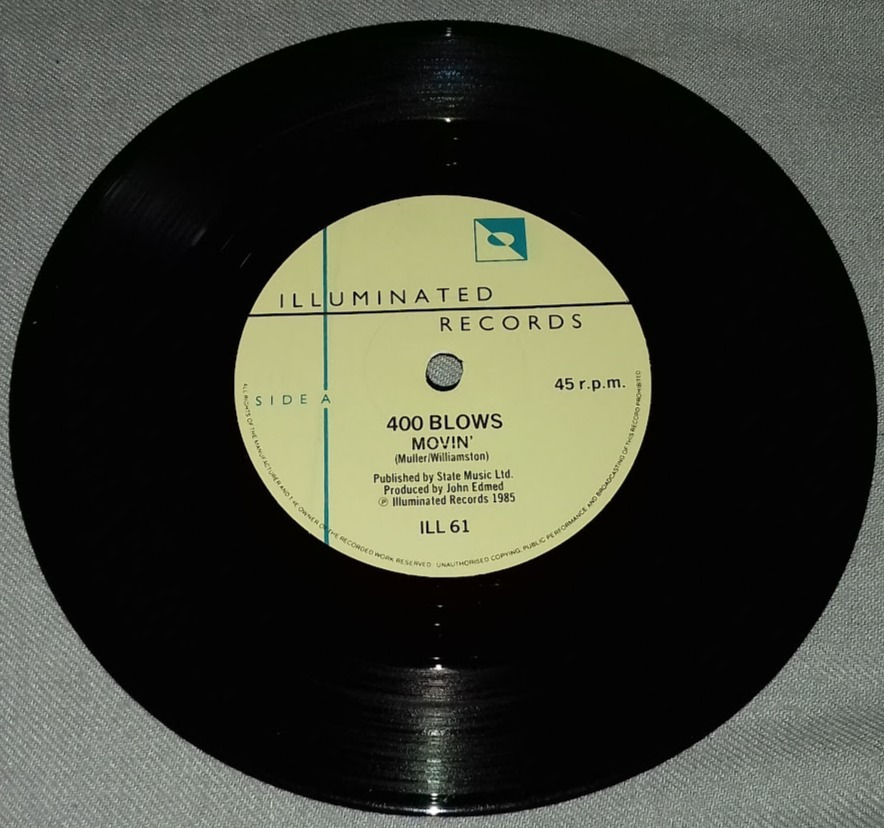 ILLUMINATED
RECORDS
45 r.p.m.
SIDE A
400 BLOWS
MOVIN'
(Muller/Williamston)
Published by State Music Ltd.
Produced by John Edmed
℗ Illuminated Records 1985
ILL 61
ALL RIGHTS OF THE MANUFACTURER AND THE OWNER OF THE RECORDED WORK RESERVED UNAUTHORISED COPYING, PUBLIC PERFORMANCE AND BROADCASTING OF THIS RECORD PROHIBITED